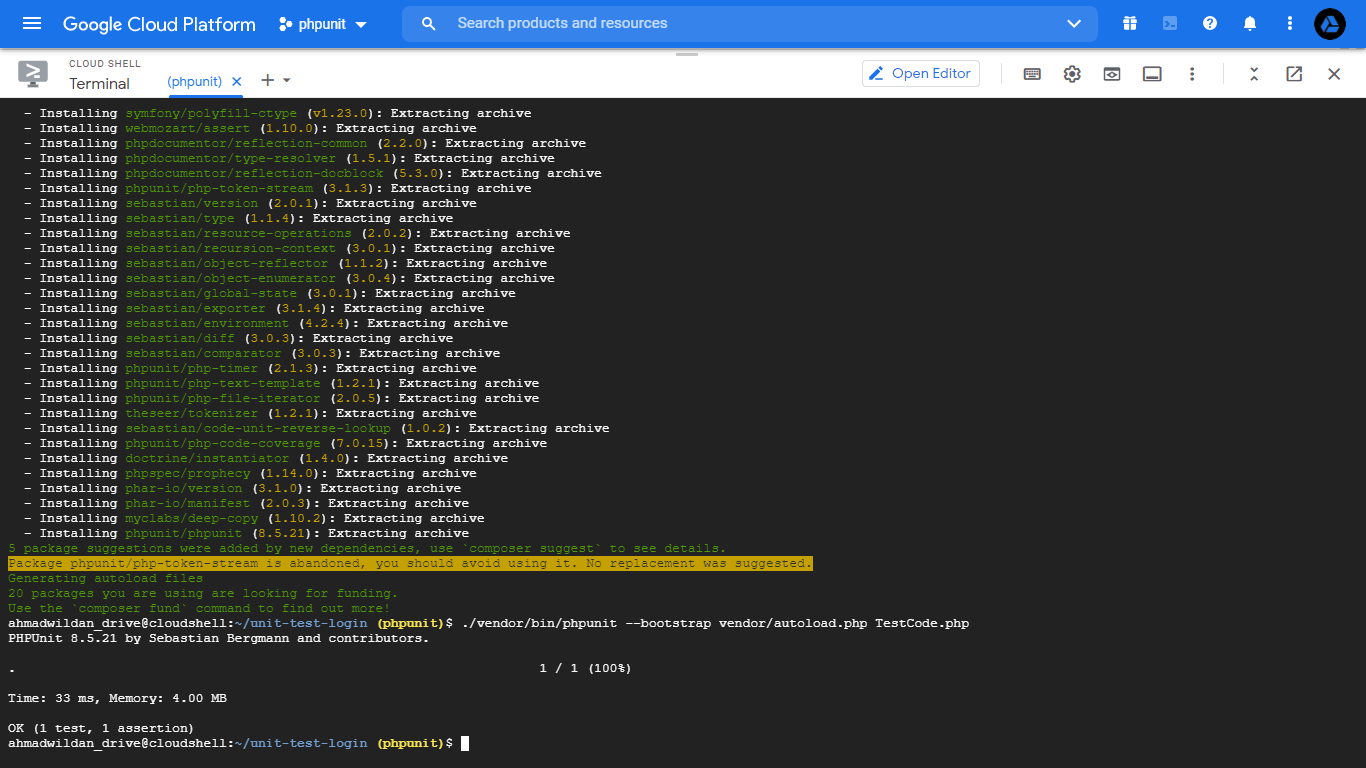 Google Cloud Platform
phpunit
Search products and resources
CLOUD SHELL
Terminal
(phpunit)
Open Editor
- Installing symfony/polyfill-ctype (v1.23.0): Extracting archive
- Installing webmozart/assert (1.10.0): Extracting archive
- Installing phpdocumentor/reflection-common (2.2.0): Extracting archive
- Installing phpdocumentor/type-resolver (1.5.1): Extracting archive
- Installing phpdocumentor/reflection-docblock (5.3.0): Extracting archive
- Installing phpunit/php-token-stream (3.1.3): Extracting archive
- Installing sebastian/version (2.0.1): Extracting archive
- Installing sebastian/type (1.1.4): Extracting archive
- Installing sebastian/resource-operations (2.0.2): Extracting archive
- Installing sebastian/recursion-context (3.0.1): Extracting archive
- Installing sebastian/object-reflector (1.1.2): Extracting archive
- Installing sebastian/object-enumerator (3.0.4): Extracting archive
- Installing sebastian/global-state (3.0.1): Extracting archive
- Installing sebastian/exporter (3.1.4): Extracting archive
- Installing sebastian/environment (4.2.4): Extracting archive
- Installing sebastian/diff (3.0.3): Extracting archive
- Installing sebastian/comparator (3.0.3): Extracting archive
- Installing phpunit/php-timer (2.1.3): Extracting archive
- Installing phpunit/php-text-template (1.2.1): Extracting archive
- Installing phpunit/php-file-iterator (2.0.5): Extracting archive
- Installing theseer/tokenizer (1.2.1): Extracting archive
- Installing sebastian/code-unit-reverse-lookup (1.0.2): Extracting archive
- Installing phpunit/php-code-coverage (7.0.15): Extracting archive
- Installing doctrine/instantiator (1.4.0): Extracting archive
- Installing phpspec/prophecy (1.14.0): Extracting archive
- Installing phar-io/version (3.1.0): Extracting archive
- Installing phar-io/manifest (2.0.3): Extracting archive
- Installing myclabs/deep-copy (1.10.2): Extracting archive
- Installing phpunit/phpunit (8.5.21): Extracting archive
5 package suggestions were added by new dependencies, use `composer suggest` to see details.
Package phpunit/php-token-stream is abandoned, you should avoid using it. No replacement was suggested.
Generating autoload files
20 packages you are using are looking for funding.
Use the `composer fund` command to find out more!
ahmadwildan_drive@cloudshell:~/unit-test-login (phpunit)$ ./vendor/bin/phpunit --bootstrap vendor/autoload.php TestCode.php
PHPUnit 8.5.21 by Sebastian Bergmann and contributors.
. 1 / 1 (100%)
Time: 33 ms, Memory: 4.00 MB
OK (1 test, 1 assertion)
ahmadwildan_drive@cloudshell:~/unit-test-login (phpunit)$